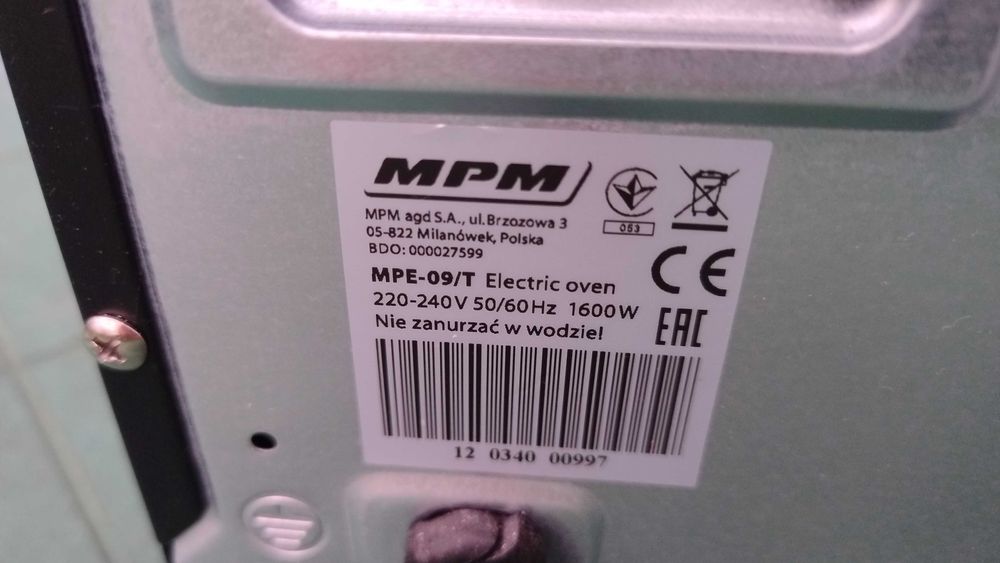 MPM
MPM agd S.A., ul.Brzozowa 3
05-822 Milanówek, Polska
BDO: 000027599
053
CE
MPE-09/T Electric oven
220-240V 50/60Hz 1600W
Nie zanurzać w wodzie!
EAC
12 0340 00997